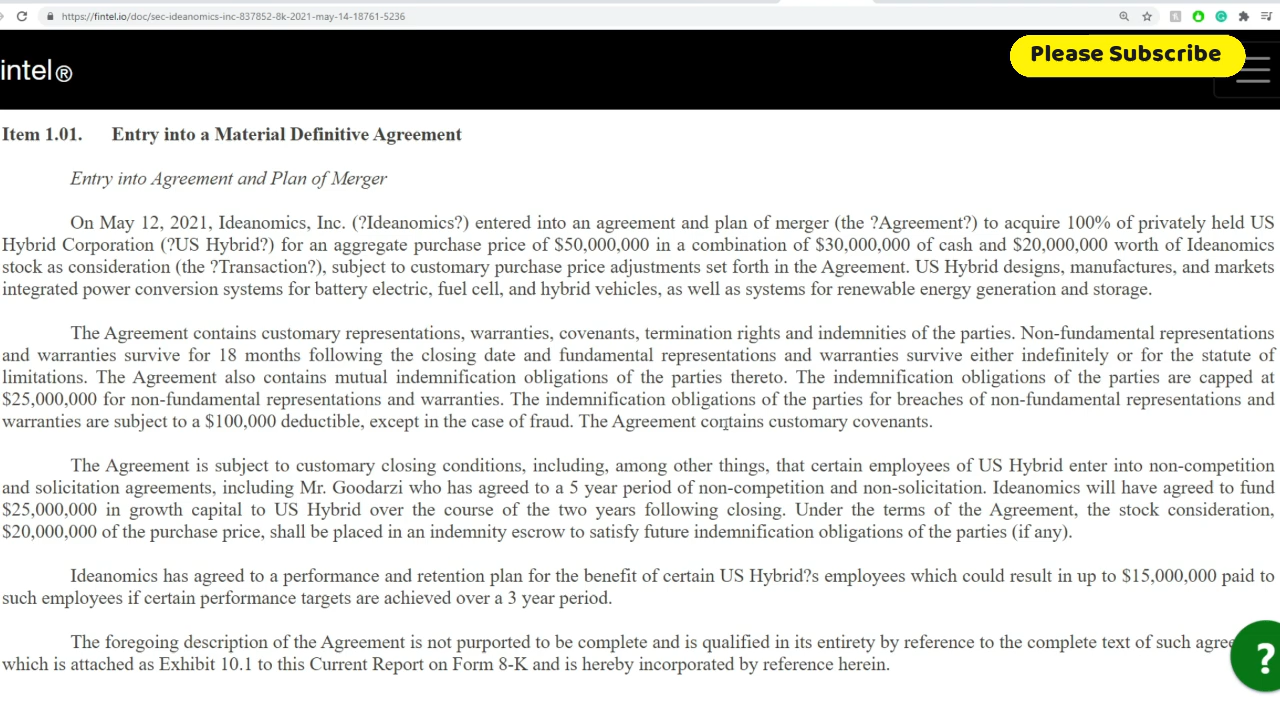 https://fintel.io/doc/sec-ideanomics-inc-837852-8k-2021-may-14-18761-5236
Please Subscribe
intel®
Item 1.01. Entry into a Material Definitive Agreement
Entry into Agreement and Plan of Merger
On May 12, 2021, Ideanomics, Inc. (?Ideanomics?) entered into an agreement and plan of merger (the ?Agreement?) to acquire 100% of privately held US
Hybrid Corporation (?US Hybrid?) for an aggregate purchase price of $50,000,000 in a combination of $30,000,000 of cash and $20,000,000 worth of Ideanomics
stock as consideration (the ?Transaction?), subject to customary purchase price adjustments set forth in the Agreement. US Hybrid designs, manufactures, and markets
integrated power conversion systems for battery electric, fuel cell, and hybrid vehicles, as well as systems for renewable energy generation and storage.
The Agreement contains customary representations, warranties, covenants, termination rights and indemnities of the parties. Non-fundamental representations
and warranties survive for 18 months following the closing date and fundamental representations and warranties survive either indefinitely or for the statute of
limitations. The Agreement also contains mutual indemnification obligations of the parties thereto. The indemnification obligations of the parties are capped at
$25,000,000 for non-fundamental representations and warranties. The indemnification obligations of the parties for breaches of non-fundamental representations and
warranties are subject to a $100,000 deductible, except in the case of fraud. The Agreement contains customary covenants.
The Agreement is subject to customary closing conditions, including, among other things, that certain employees of US Hybrid enter into non-competition
and solicitation agreements, including Mr. Goodarzi who has agreed to a 5 year period of non-competition and non-solicitation. Ideanomics will have agreed to fund
$25,000,000 in growth capital to US Hybrid over the course of the two years following closing. Under the terms of the Agreement, the stock consideration,
$20,000,000 of the purchase price, shall be placed in an indemnity escrow to satisfy future indemnification obligations of the parties (if any).
Ideanomics has agreed to a performance and retention plan for the benefit of certain US Hybrid?s employees which could result in up to $15,000,000 paid to
such employees if certain performance targets are achieved over a 3 year period.
The foregoing description of the Agreement is not purported to be complete and is qualified in its entirety by reference to the complete text of such agree
which is attached as Exhibit 10.1 to this Current Report on Form 8-K and is hereby incorporated by reference herein.
?